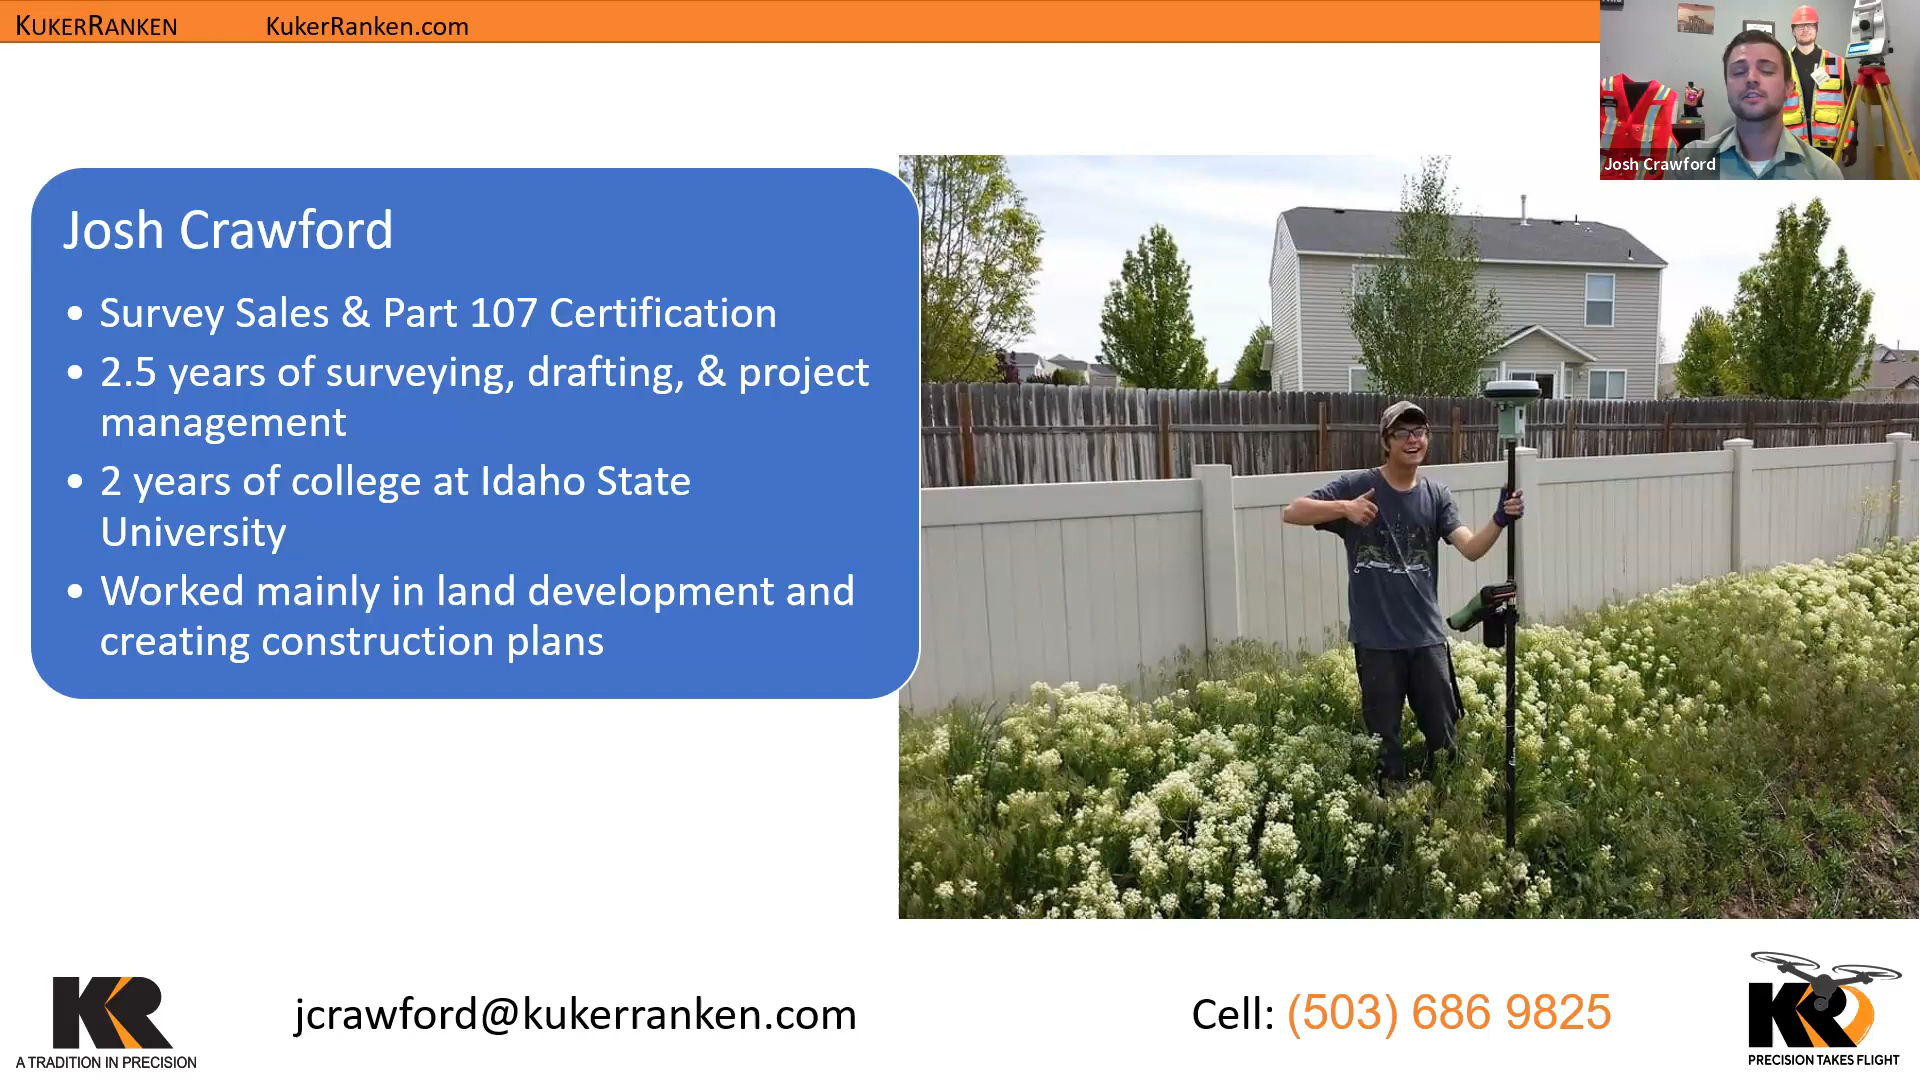 KUKERRANKEN
KukerRanken.com
Josh Crawford
Josh Crawford
• Survey Sales & Part 107 Certification
• 2.5 years of surveying, drafting, & project
management
• 2 years of college at Idaho State
University
• Worked mainly in land development and
creating construction plans
KR
A TRADITION IN PRECISION
jcrawford@kukerranken.com
Cell: (503) 686 9825
KR
PRECISION TAKES FLIGHT